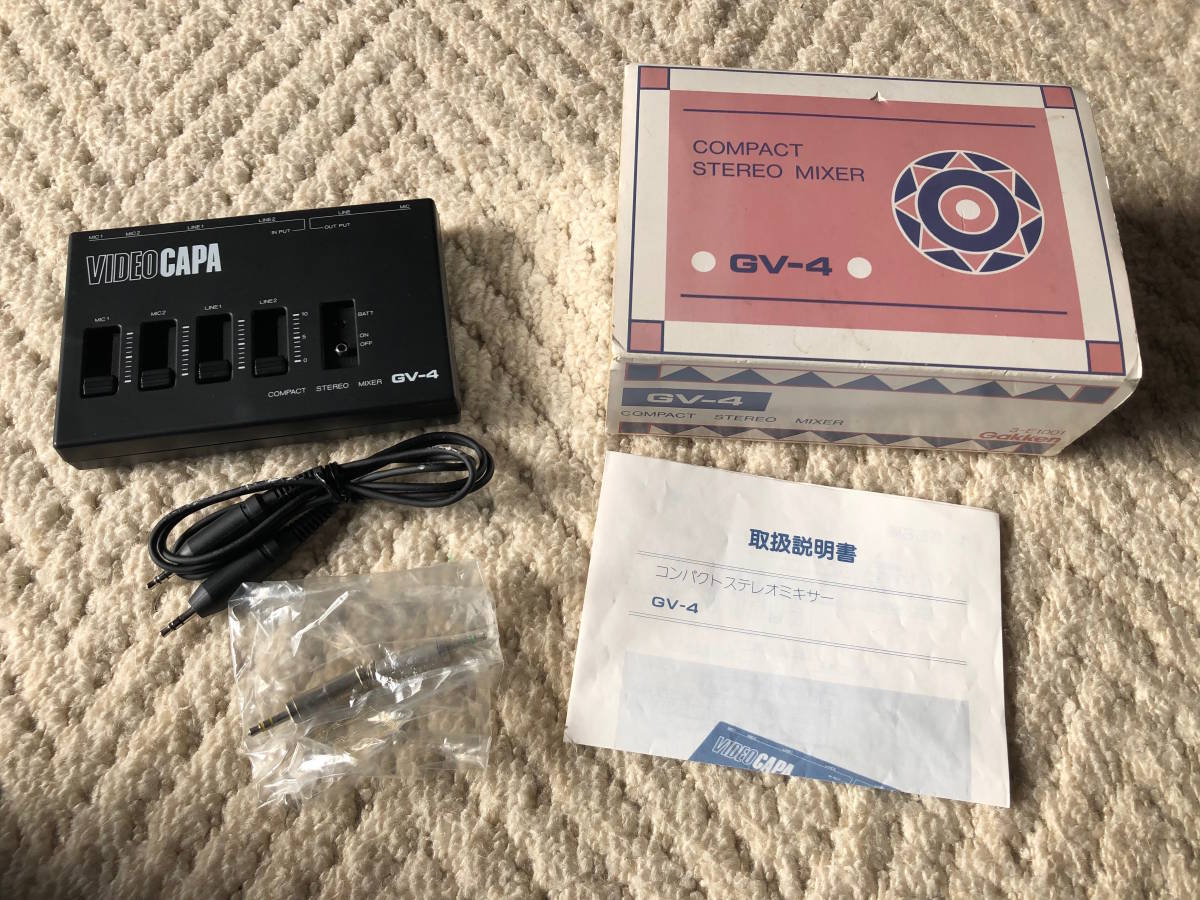 MIC 1 MIC 2 LINE 1 LINE 2 LINE MIC
IN PUT OUT PUT
VIDEOCAPA
MIC 1 MIC 2 LINE 1 LINE 2
10
5
0
BATT
ON
OFF
COMPACT STEREO MIXER GV-4
COMPACT
STEREO MIXER
GV-4
GV-4
COMPACT STEREO MIXER
Gakken
取扱説明書
コンパクトステレオミキサー
GV-4
VIDEOCAPA